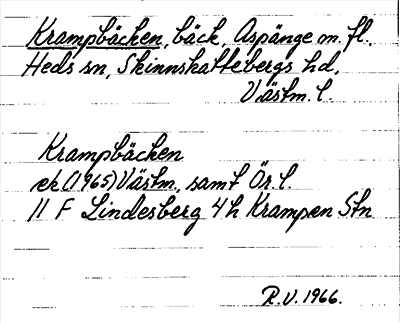 Krampbäcken, bäck, Aspänge m. fl.,
Heds sn, Skinnskattebergs hd,
Västm. l.
Krampbäcken
ek (1965) Västm., samt Ör. l.
11 F Lindesberg 4h Krampen Stn
R.V. 1966.